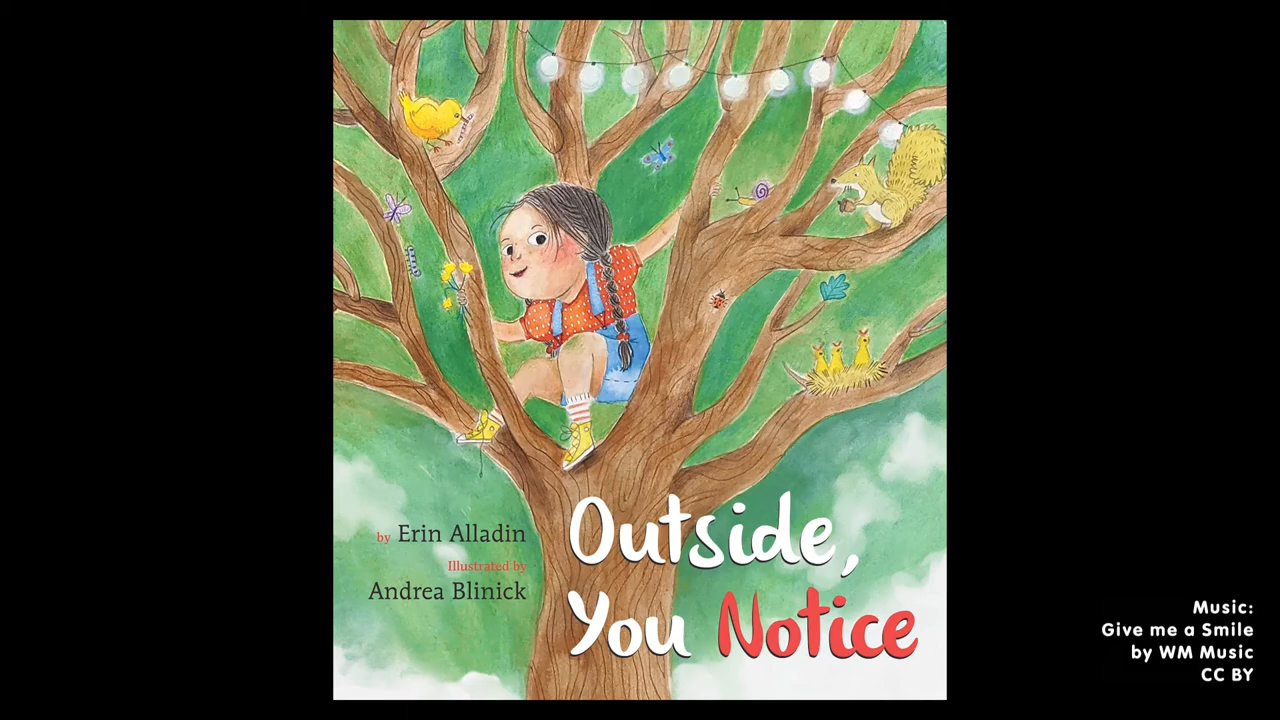 by Erin Alladin
Illustrated by
Andrea Blinick
Outside,
You Notice
Music:
Give me a Smile
by WM Music
CC BY